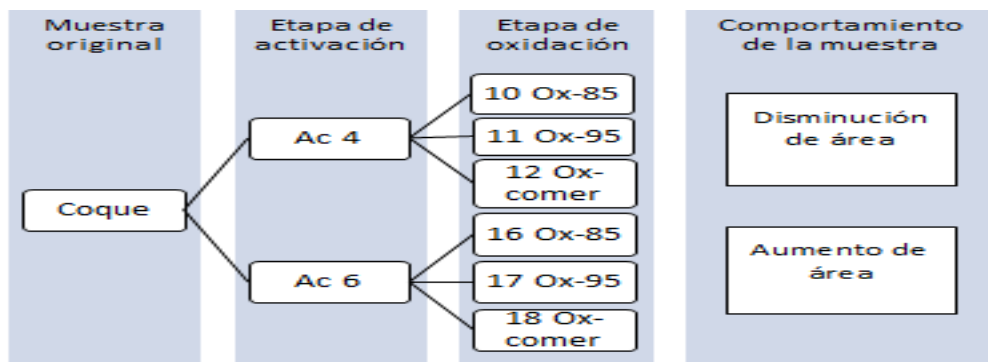 Muestra
original
Etapa de
activación
Etapa de
oxidación
Comportamiento
de la muestra
Coque
Ac 4
Ac 6
10 Ox-85
11 Ox-95
12 Ox-
comer
16 Ox-85
17 Ox-95
18 Ox-
comer
Disminución
de área
Aumento de
área